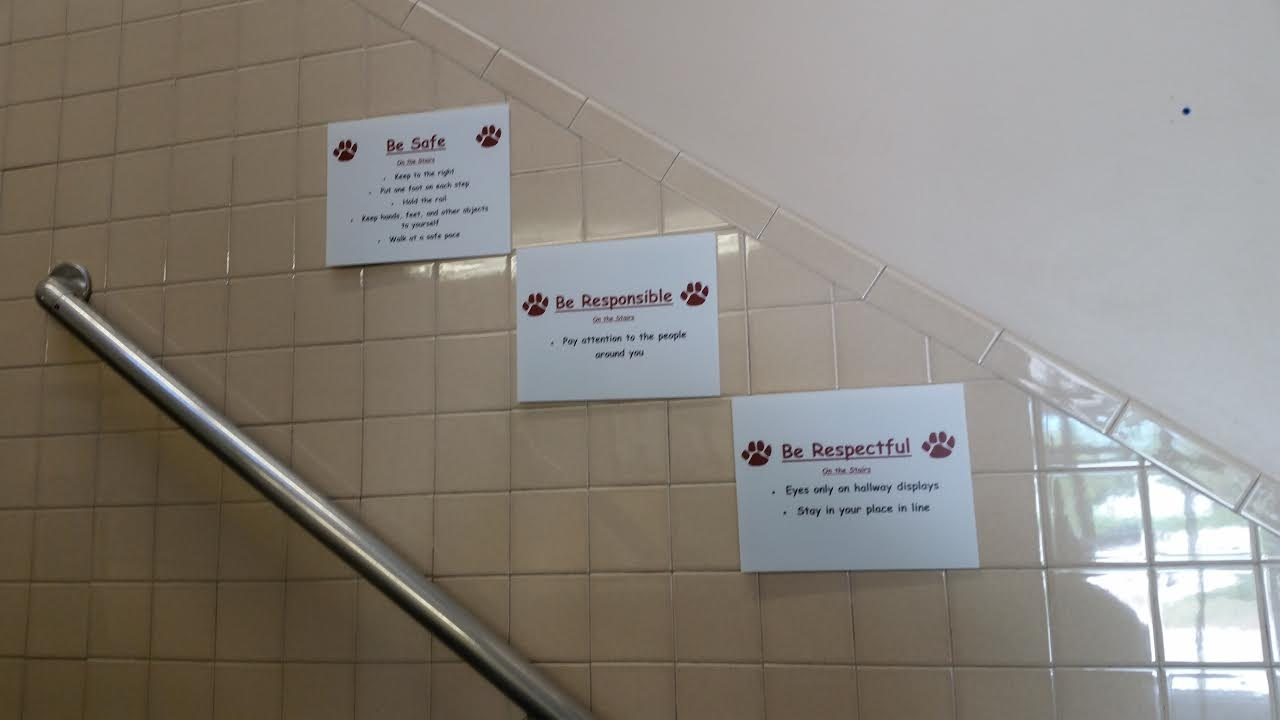 Be Safe
On the Stairs
• Keep to the right
• Put one foot on each step
• Hold the rail
• Keep hands, feet, and other objects
to yourself
• Walk at a safe pace
Be Responsible
On the Stairs
• Pay attention to the people
around you
Be Respectful
On the Stairs
• Eyes only on hallway displays
• Stay in your place in line